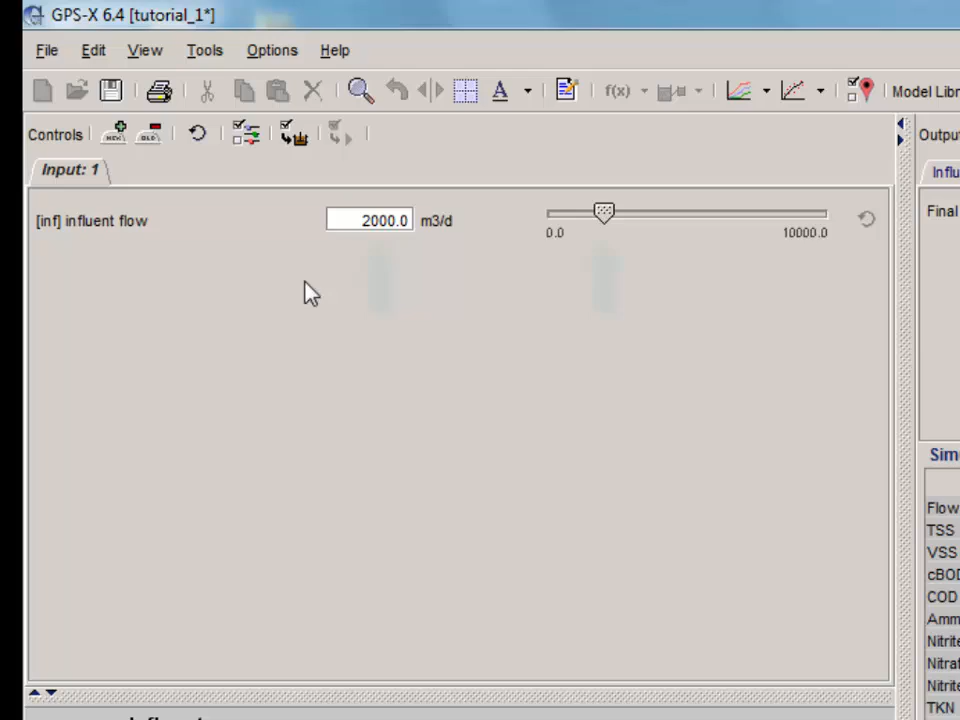 GPS-X 6.4 [tutorial_1*]
File Edit View Tools Options Help
A f(x) Model Libr
Controls NEW OLD Outpu
Input: 1 Influ
[inf] influent flow 2000.0 m3/d Final
0.0 10000.0
Sim
Flow
TSS
VSS
cBOD
COD
Amm
Nitrite
Nitrat
Nitrite
TKN